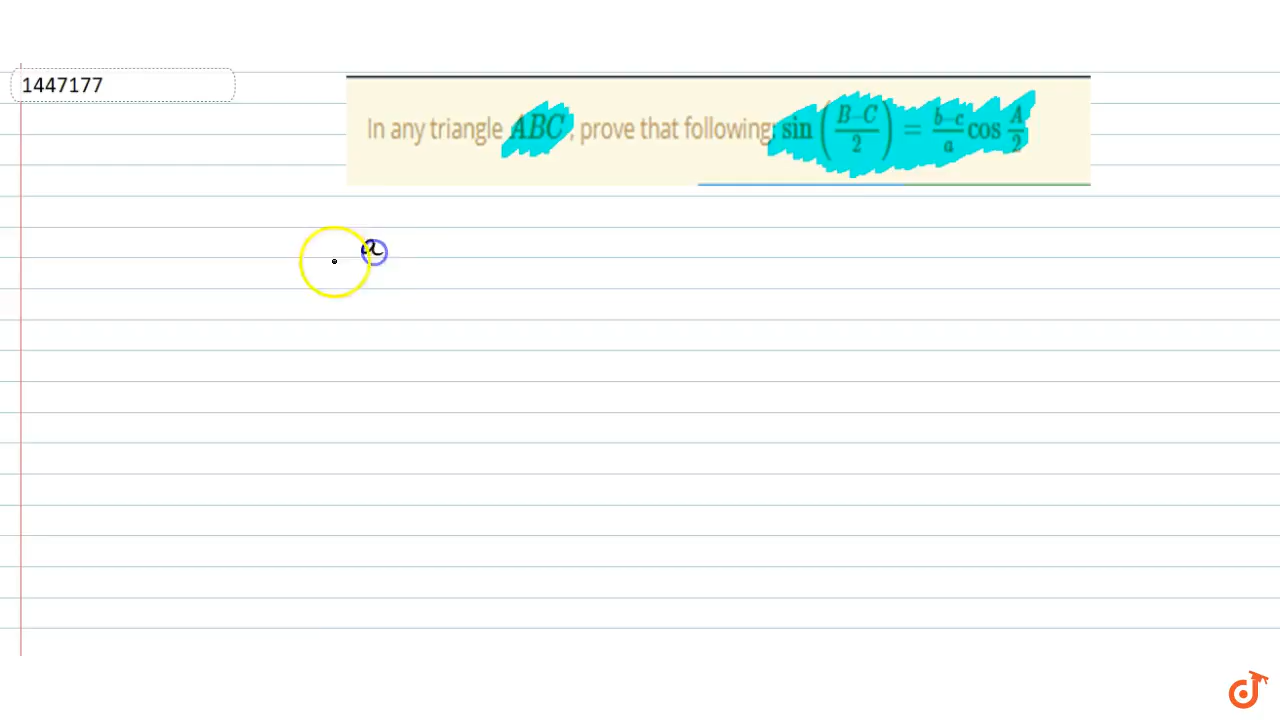 1447177
In any triangle ABC , prove that following: sin ( B-C / 2 ) = b-c / a cos A / 2
a